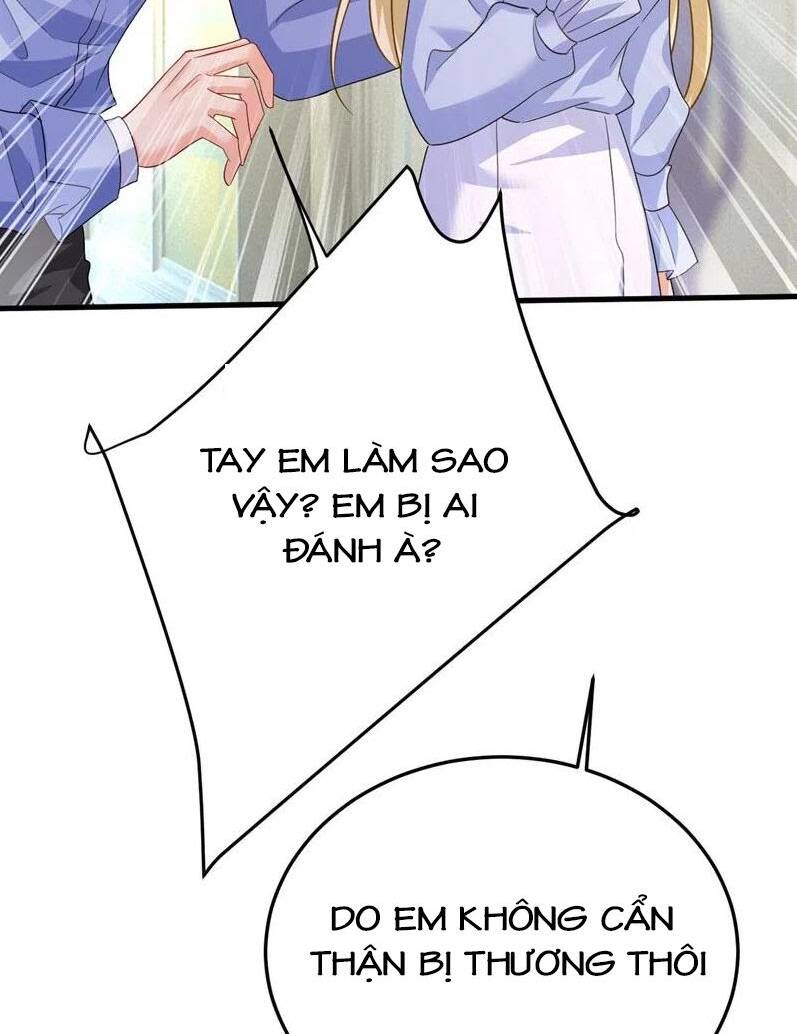 TAY EM LÀM SAO
VẬY? EM BỊ AI
ĐÁNH À?
DO EM KHÔNG CẨN
THẬN BỊ THƯƠNG THÔI